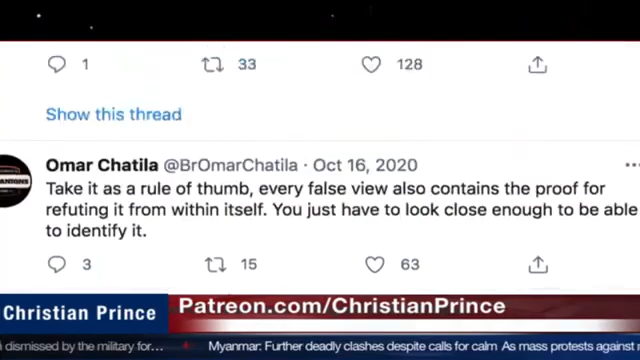 1 33 128
Show this thread
Omar Chatila @BrOmarChatila · Oct 16, 2020
Take it as a rule of thumb, every false view also contains the proof for
refuting it from within itself. You just have to look close enough to be able
to identify it.
3 15 63
Christian Prince
Patreon.com/ChristianPrince
dismissed by the military for... Myanmar: Further deadly clashes despite calls for calm As mass protests against